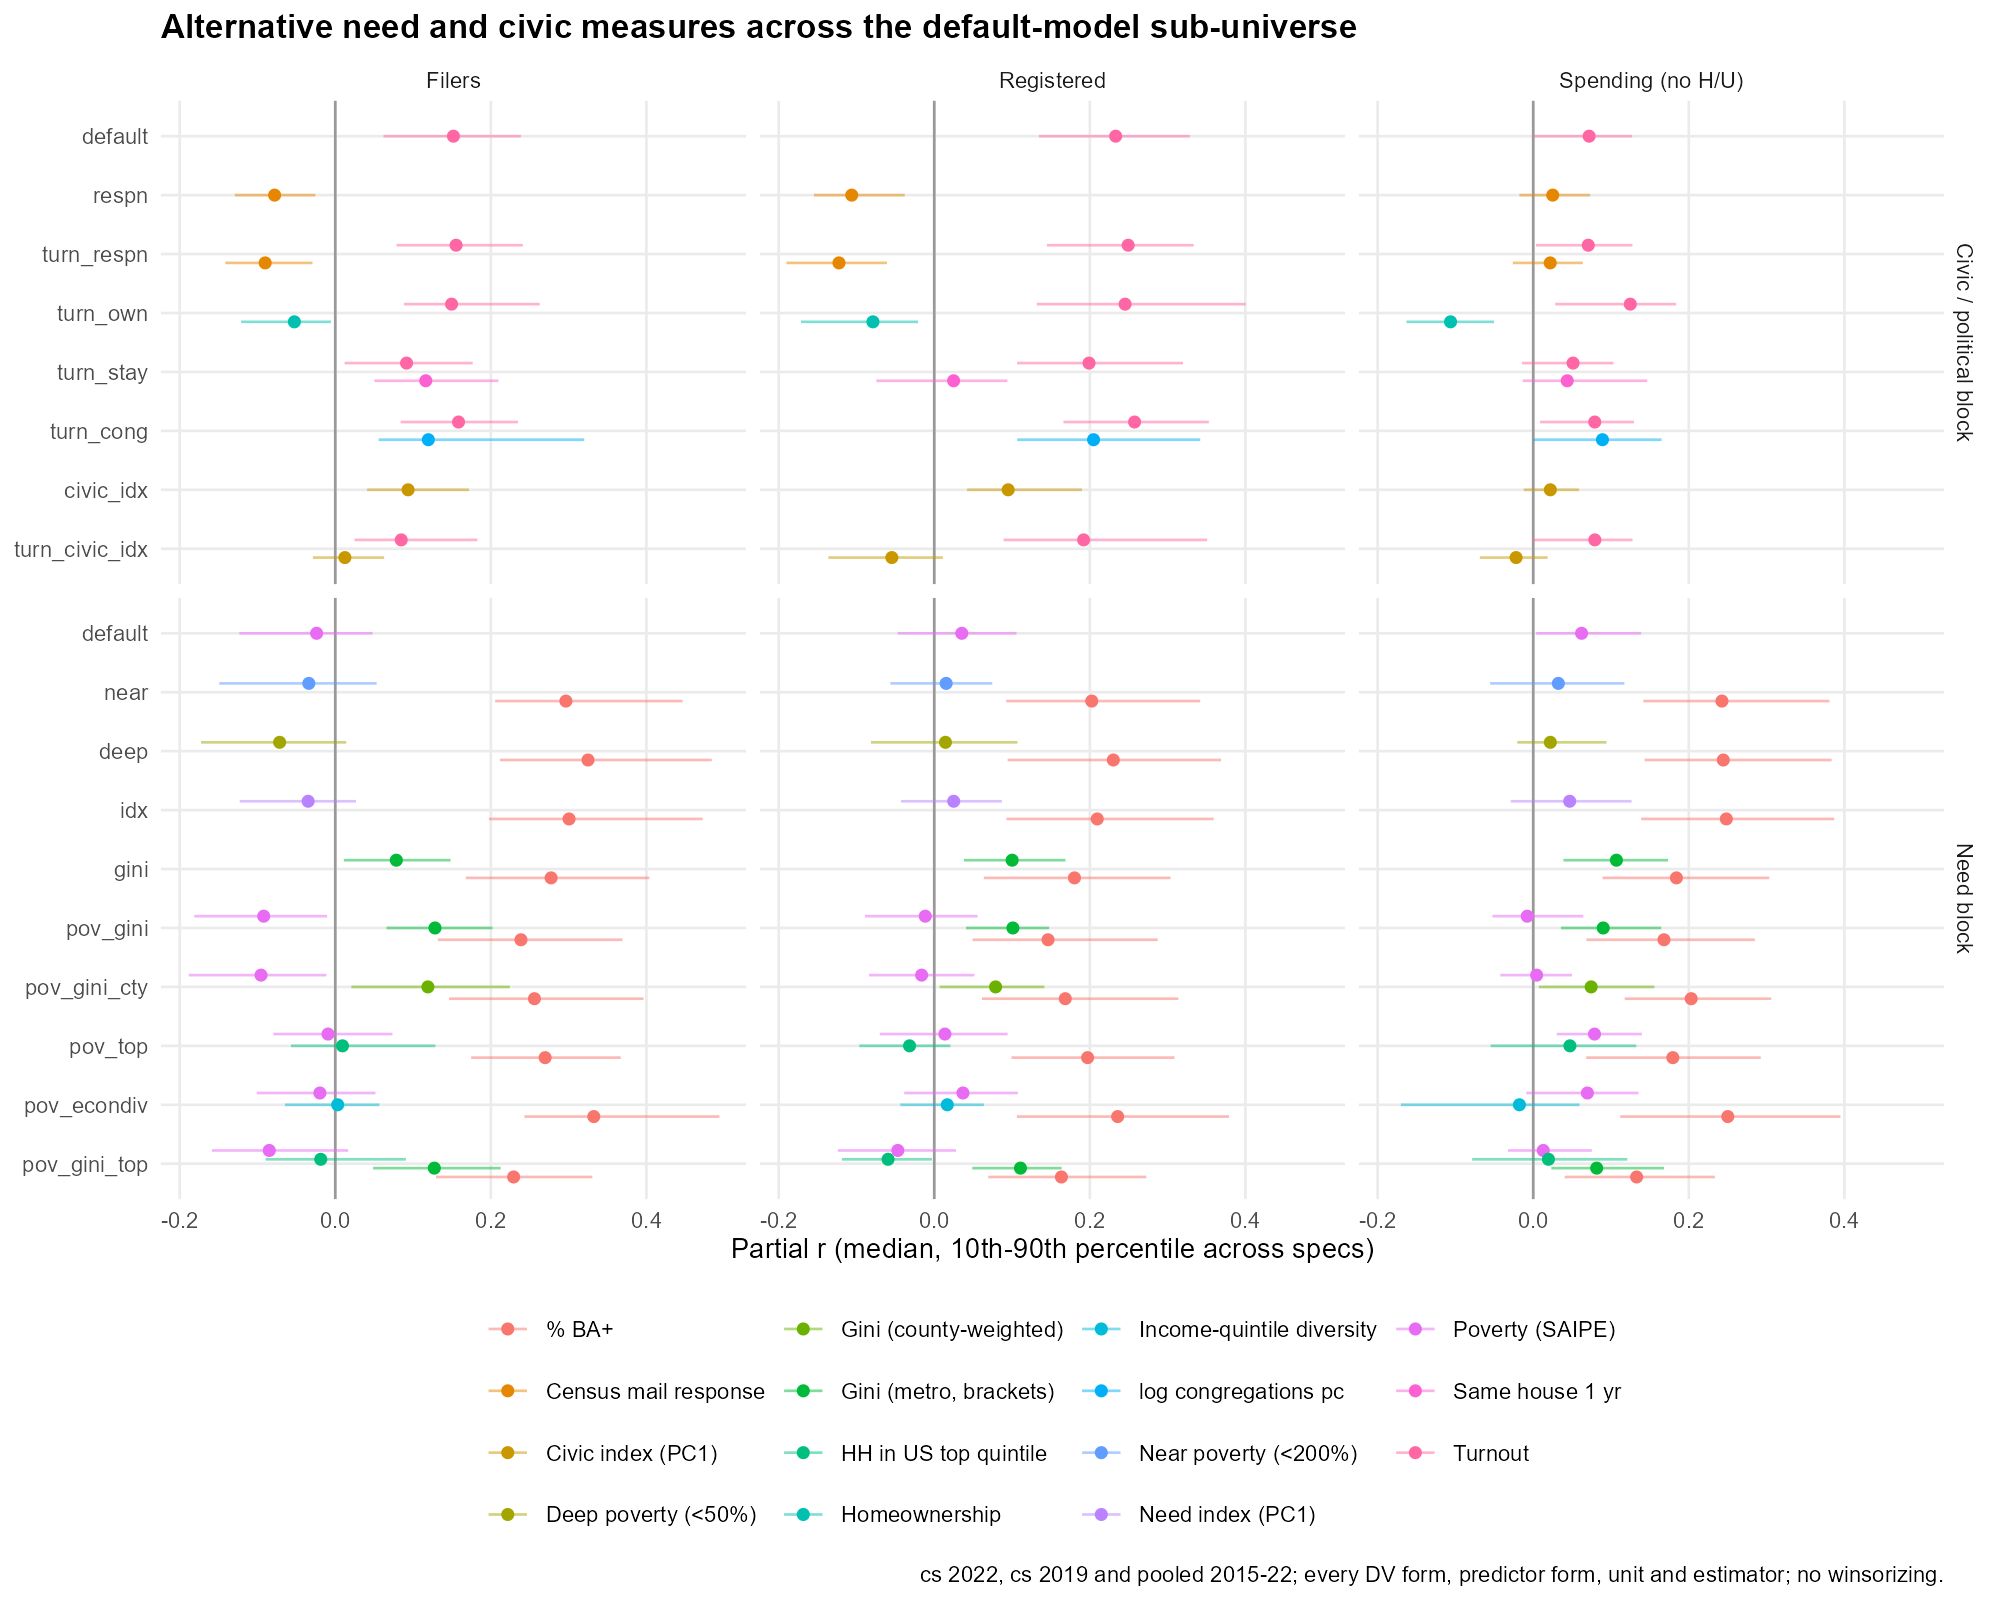 Alternative need and civic measures across the default-model sub-universe
Filers
Registered
Spending (no H/U)
default
respn
turn_respn
turn_own
turn_stay
turn_cong
civic_idx
turn_civic_idx
Civic / political block
default
near
deep
idx
gini
pov_gini
pov_gini_cty
pov_top
pov_econdiv
pov_gini_top
Need block
-0.2 0.0 0.2 0.4
-0.2 0.0 0.2 0.4
-0.2 0.0 0.2 0.4
Partial r (median, 10th-90th percentile across specs)
% BA+
Census mail response
Civic index (PC1)
Deep poverty (<50%)
Gini (county-weighted)
Gini (metro, brackets)
HH in US top quintile
Homeownership
Income-quintile diversity
log congregations pc
Near poverty (<200%)
Need index (PC1)
Poverty (SAIPE)
Same house 1 yr
Turnout
cs 2022, cs 2019 and pooled 2015-22; every DV form, predictor form, unit and estimator; no winsorizing.